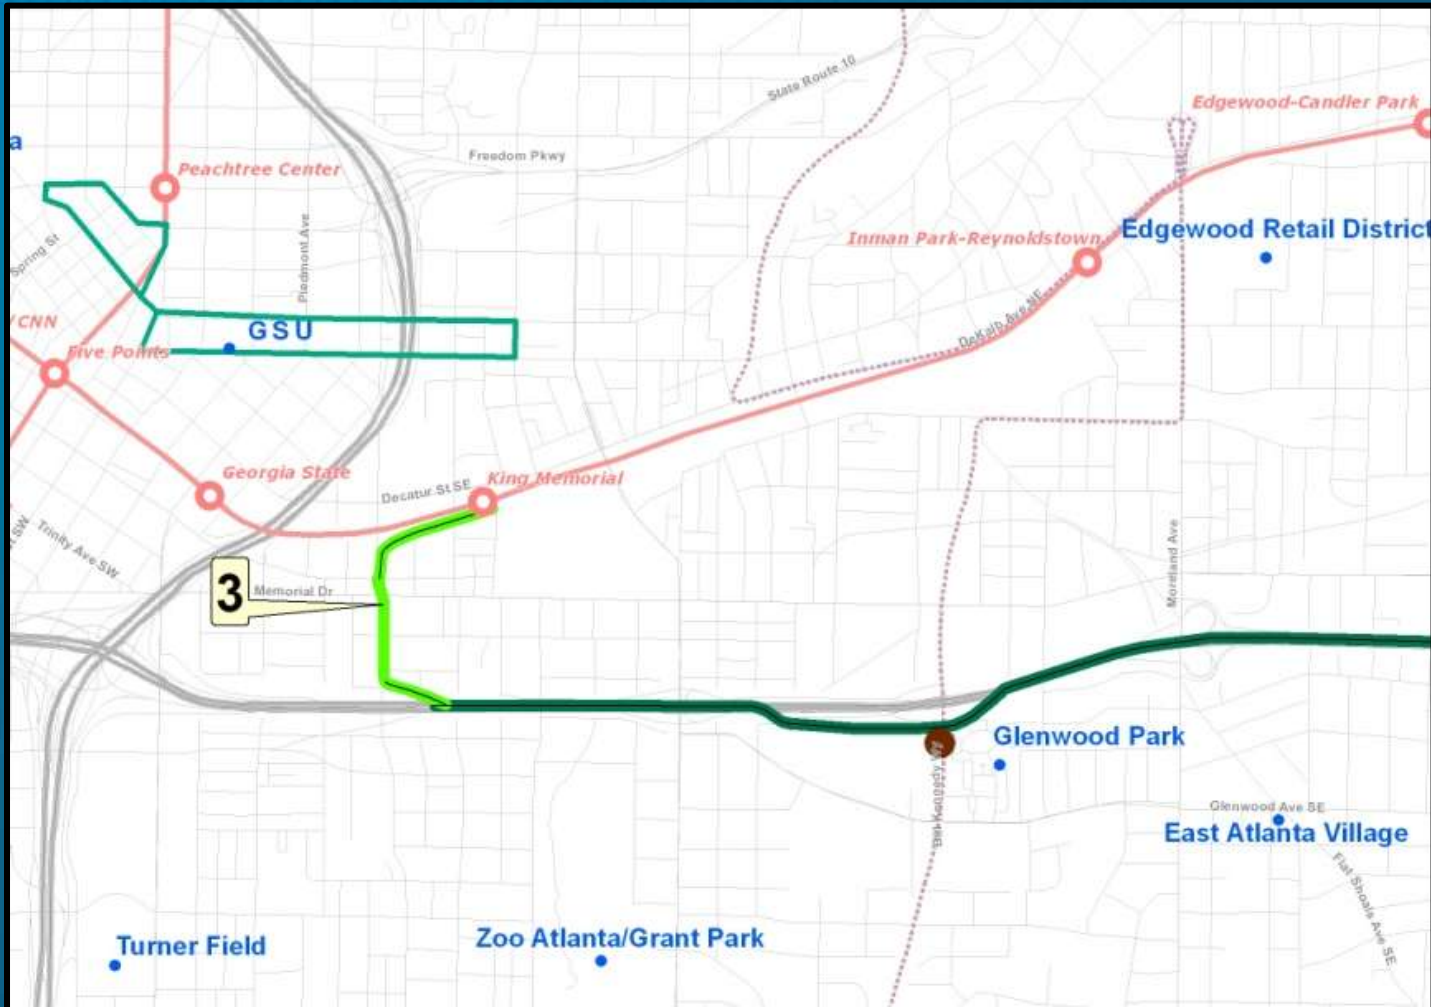 State Route 10
Edgewood-Candler Park
a
Freedom Pkwy
Peachtree Center
Piedmont Ave
Spring St
Inman Park-Reynoldstown
Edgewood Retail District
/CNN
GSU
DeKalb Ave NE
Five Points
Georgia State
King Memorial
Decatur St SE
Trinity Ave SW
SW
3
Memorial Dr
Moreland Ave
Glenwood Park
Glenwood Ave SE
East Atlanta Village
Flat Shoals Ave SE
Turner Field
Zoo Atlanta/Grant Park